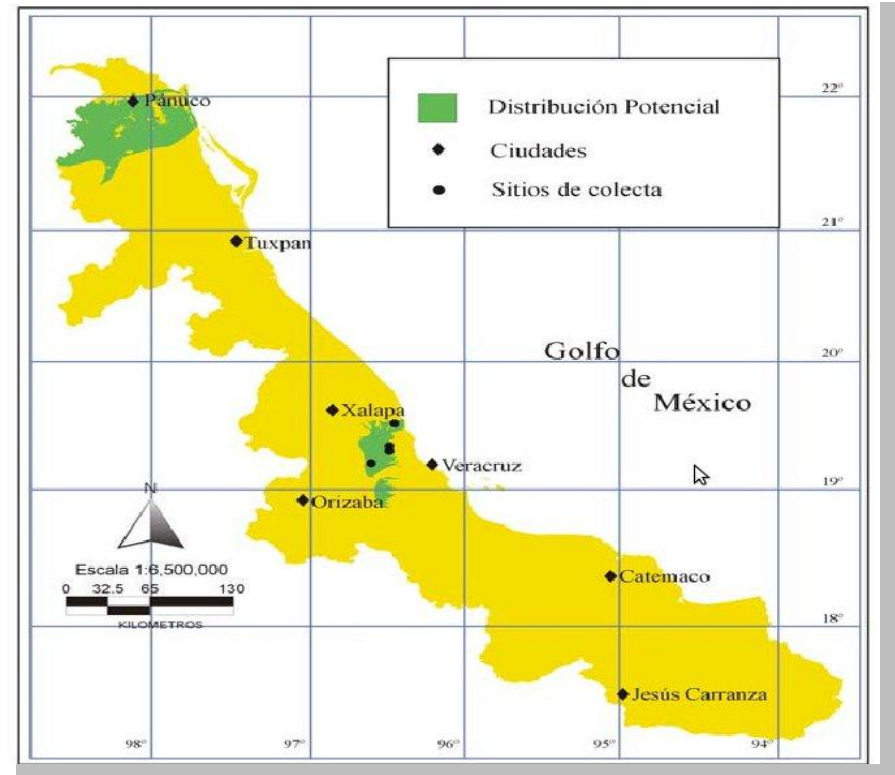 Distribución Potencial
Ciudades
Sitios de colecta
22°
Pánuco
21°
Tuxpan
20°
Golfo
de
México
Xalapa
Veracruz
19°
Orizaba
N
Escala 1:6,500,000
0 32.5 65 130
KILOMETROS
Catemaco
18°
Jesús Carranza
98° 97° 96° 95° 94°